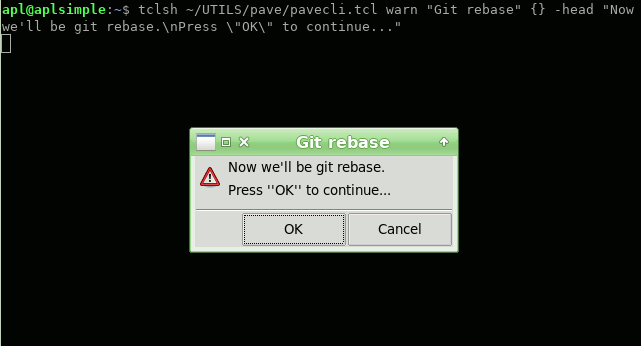 apl@aplsimple:~$ tclsh ~/UTILS/pave/pavecli.tcl warn "Git rebase" {} -head "Now
we'll be git rebase.\nPress \"OK\" to continue..."
Git rebase
Now we'll be git rebase.
Press ''OK'' to continue...
OK Cancel